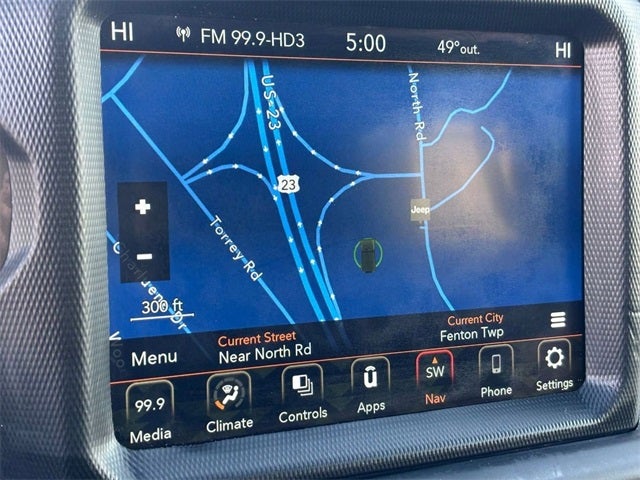 HI FM 99.9-HD3 5:00 49°out. HI
US-23
North Rd
23
Jeep
+
Torrey Rd
−
300 ft
Dr
Current Street
Near North Rd
Current City
Fenton Twp
Menu
99.9
SW
Media
Climate
Controls
Apps
Nav
Phone
Settings